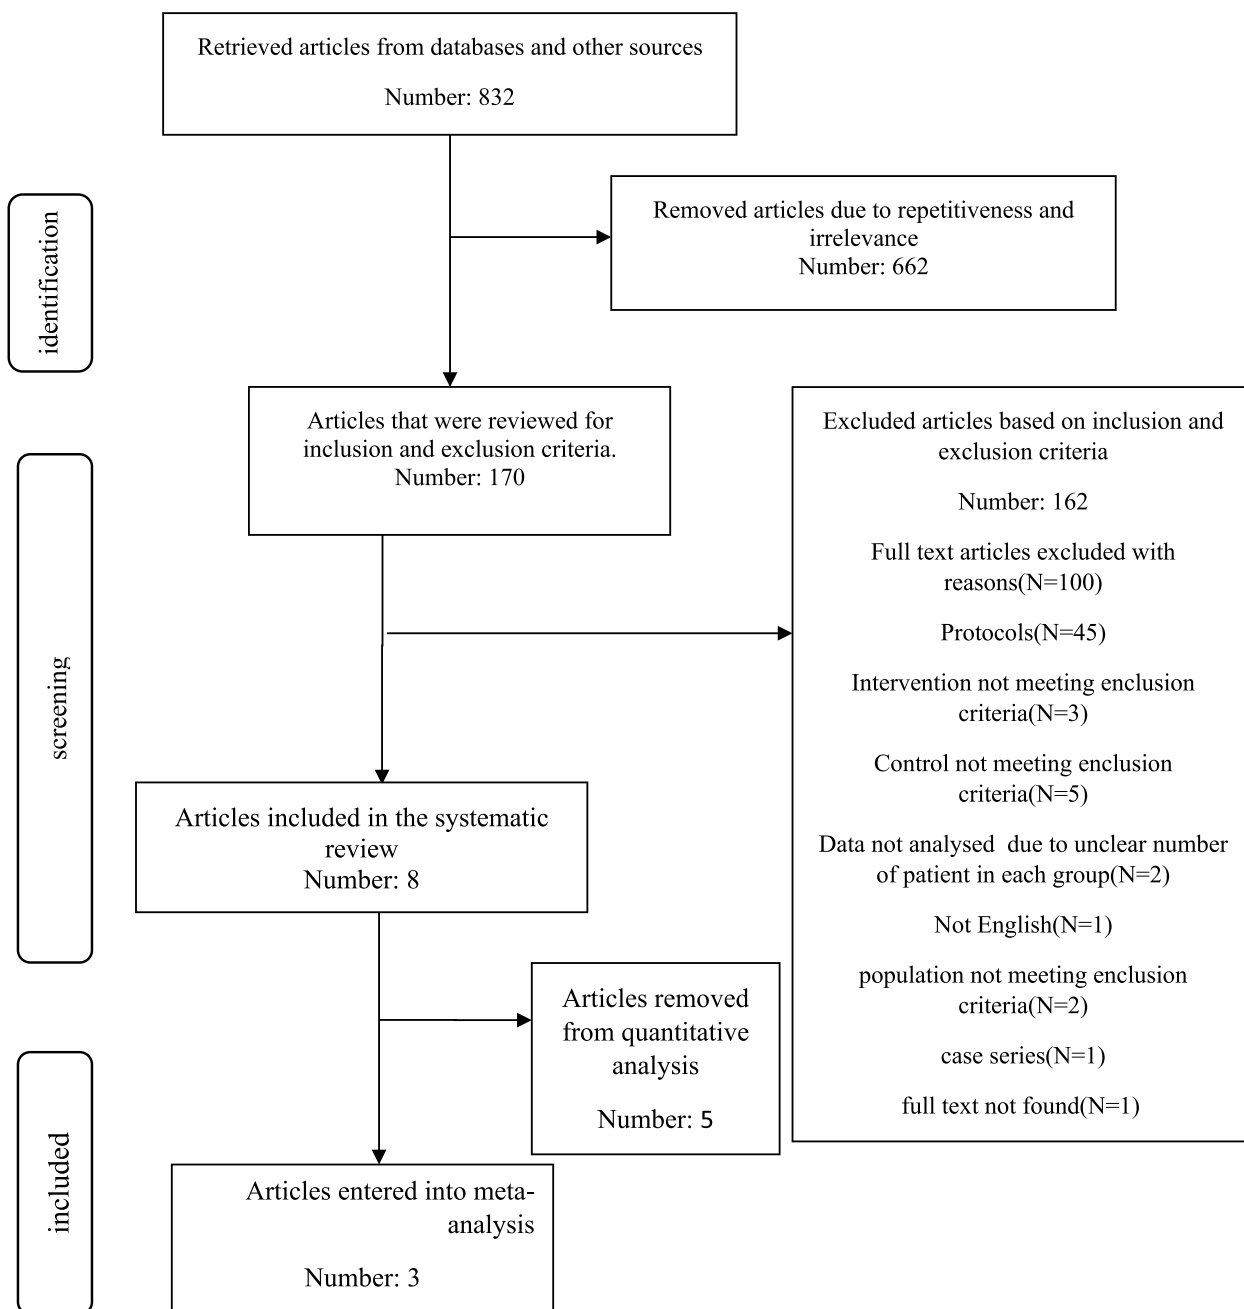 Retrieved articles from databases and other sources
Number: 832
identification
Removed articles due to repetitiveness and
irrelevance
Number: 662
Articles that were reviewed for
inclusion and exclusion criteria.
Number: 170
screening
Excluded articles based on inclusion and
exclusion criteria
Number: 162
Full text articles excluded with
reasons(N=100)
Protocols(N=45)
Intervention not meeting enclusion
criteria(N=3)
Control not meeting enclusion
criteria(N=5)
Data not analysed due to unclear number
of patient in each group(N=2)
Not English(N=1)
population not meeting enclusion
criteria(N=2)
case series(N=1)
full text not found(N=1)
Articles included in the systematic
review
Number: 8
Articles removed
from quantitative
analysis
Number: 5
included
Articles entered into meta-
analysis
Number: 3